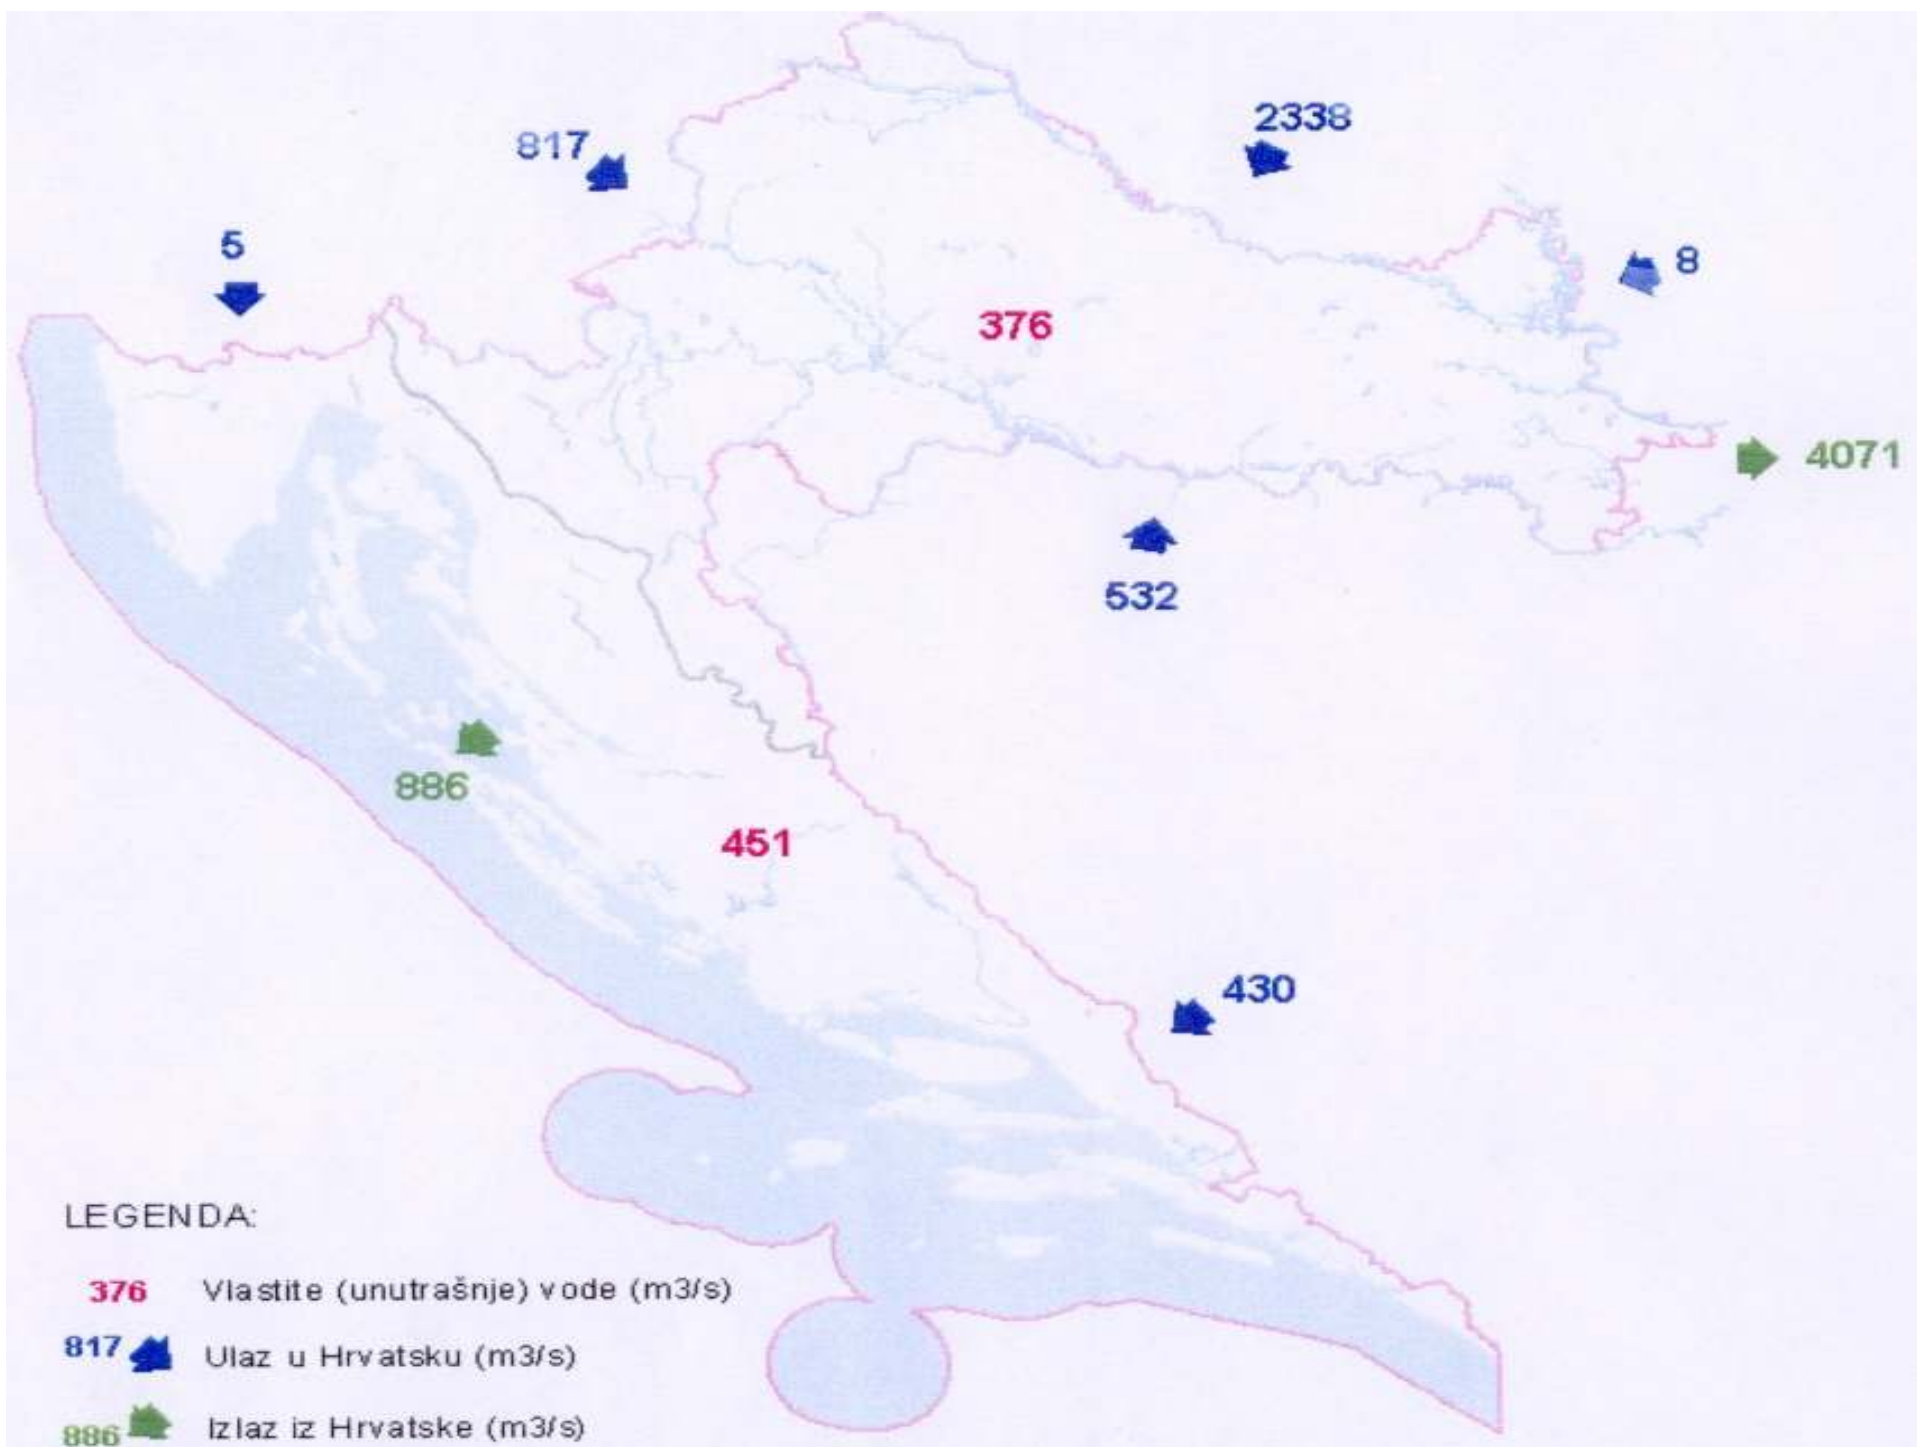 2338
817
5
8
376
4071
532
886
451
430
LEGENDA:
376 Vlastite (unutrašnje) vode (m3/s)
817 Ulaz u Hrvatsku (m3/s)
886 Izlaz iz Hrvatske (m3/s)